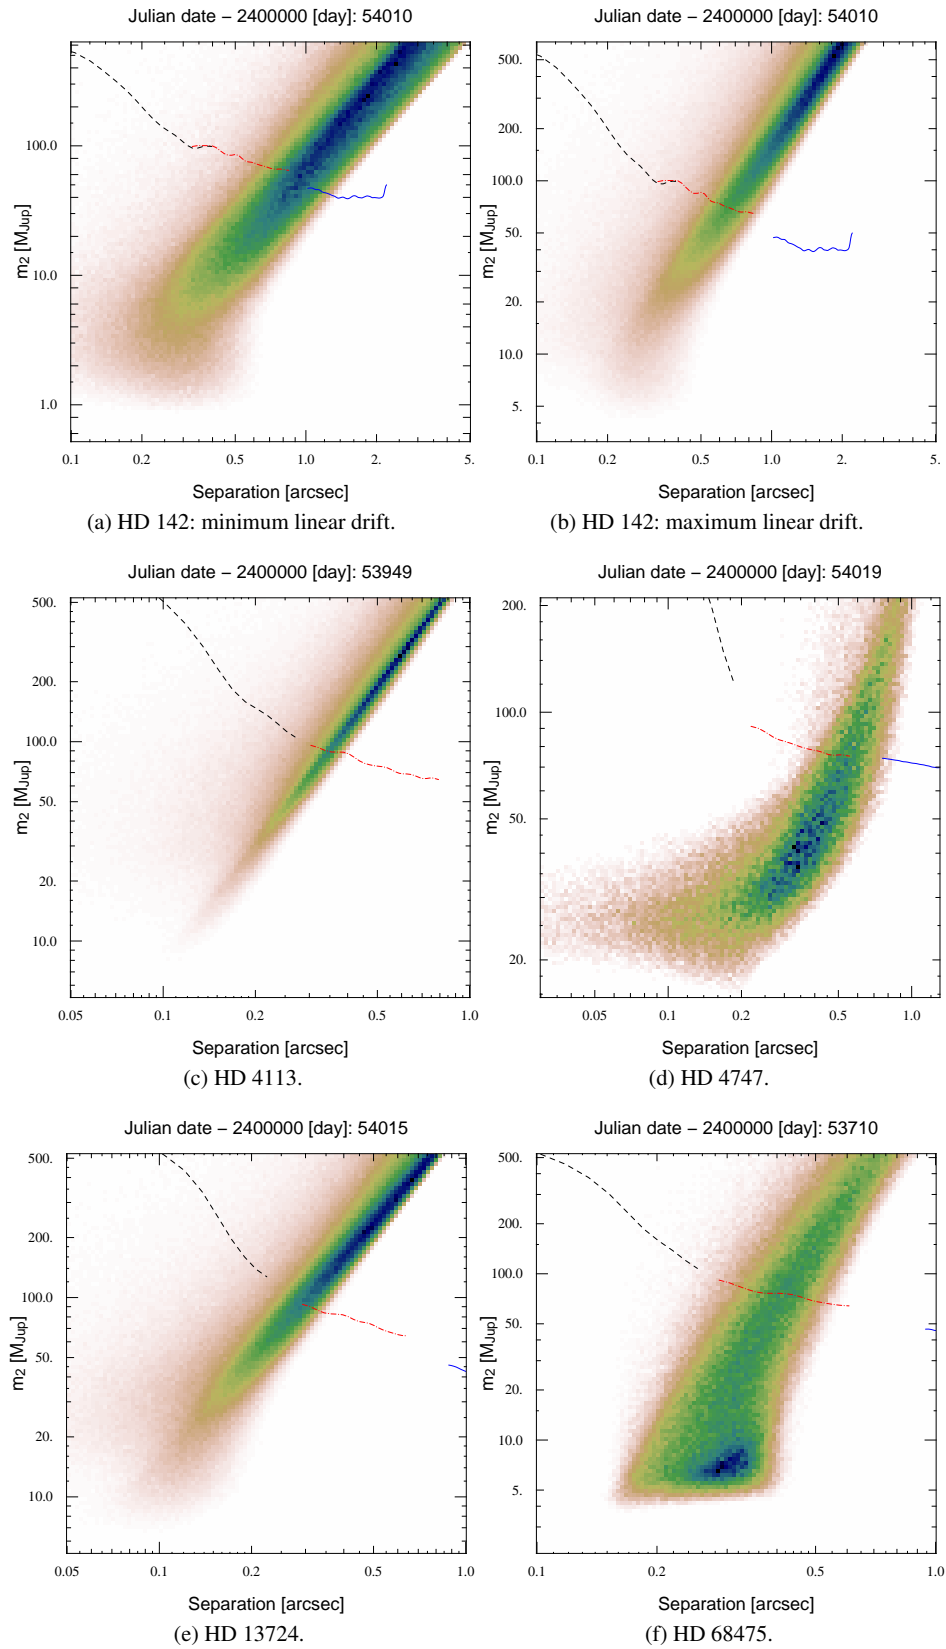 Julian date − 2400000 [day]: 54010
m2 [MJup]
100.0
10.0
1.0
0.1 0.2 0.5 1.0 2. 5.
Separation [arcsec]
(a) HD 142: minimum linear drift.
Julian date − 2400000 [day]: 54010
m2 [MJup]
500.
200.
100.0
50.
20.
10.0
5.
0.1 0.2 0.5 1.0 2. 5.
Separation [arcsec]
(b) HD 142: maximum linear drift.
Julian date − 2400000 [day]: 53949
m2 [MJup]
500.
200.
100.0
50.
20.
10.0
0.05 0.1 0.2 0.5 1.0
Separation [arcsec]
(c) HD 4113.
Julian date − 2400000 [day]: 54019
m2 [MJup]
200.
100.0
50.
20.
0.05 0.1 0.2 0.5 1.0
Separation [arcsec]
(d) HD 4747.
Julian date − 2400000 [day]: 54015
m2 [MJup]
500.
200.
100.0
50.
20.
10.0
0.05 0.1 0.2 0.5 1.0
Separation [arcsec]
(e) HD 13724.
Julian date − 2400000 [day]: 53710
m2 [MJup]
500.
200.
100.0
50.
20.
10.0
5.
0.1 0.2 0.5 1.0
Separation [arcsec]
(f) HD 68475.